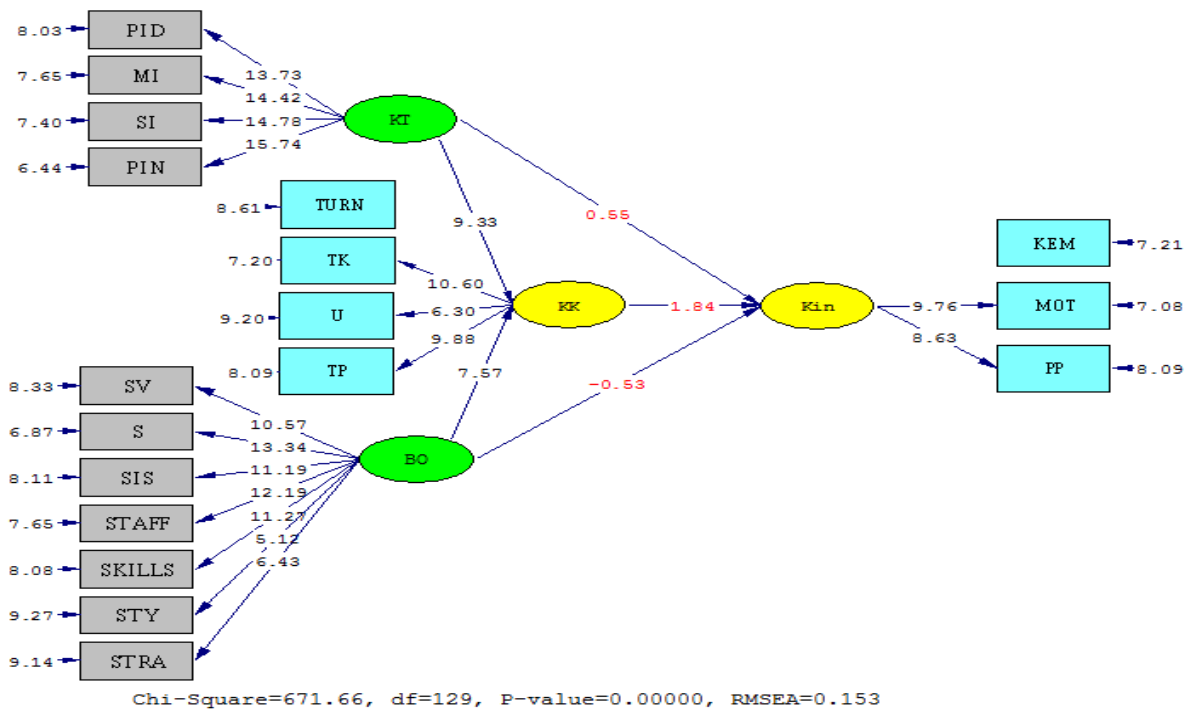 8.03 PID
7.65 MI
7.40 SI
6.44 PIN
13.73
14.42
14.78
15.74
KT
8.61 TURN
7.20 TK
9.20 U
8.09 TP
9.33
10.60
6.30
9.88
7.57
KK
0.55
1.84
-0.53
Kin
9.76
8.63
KEM 7.21
MOT 7.08
PP 8.09
8.33 SV
6.87 S
8.11 SIS
7.65 STAFF
8.08 SKILLS
9.27 STY
9.14 STRA
10.57
13.34
11.19
12.19
11.27
5.12
6.43
BO
Chi-Square=671.66, df=129, P-value=0.00000, RMSEA=0.153